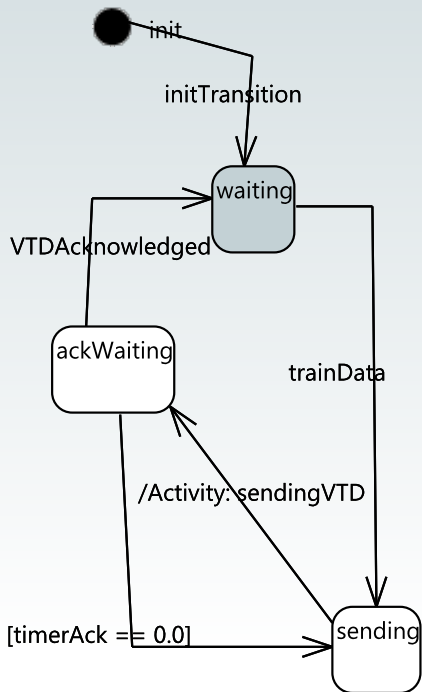 init
initTransition
waiting
VTDAcknowledged
ackWaiting
trainData
/Activity: sendingVTD
[timerAck == 0.0]
sending